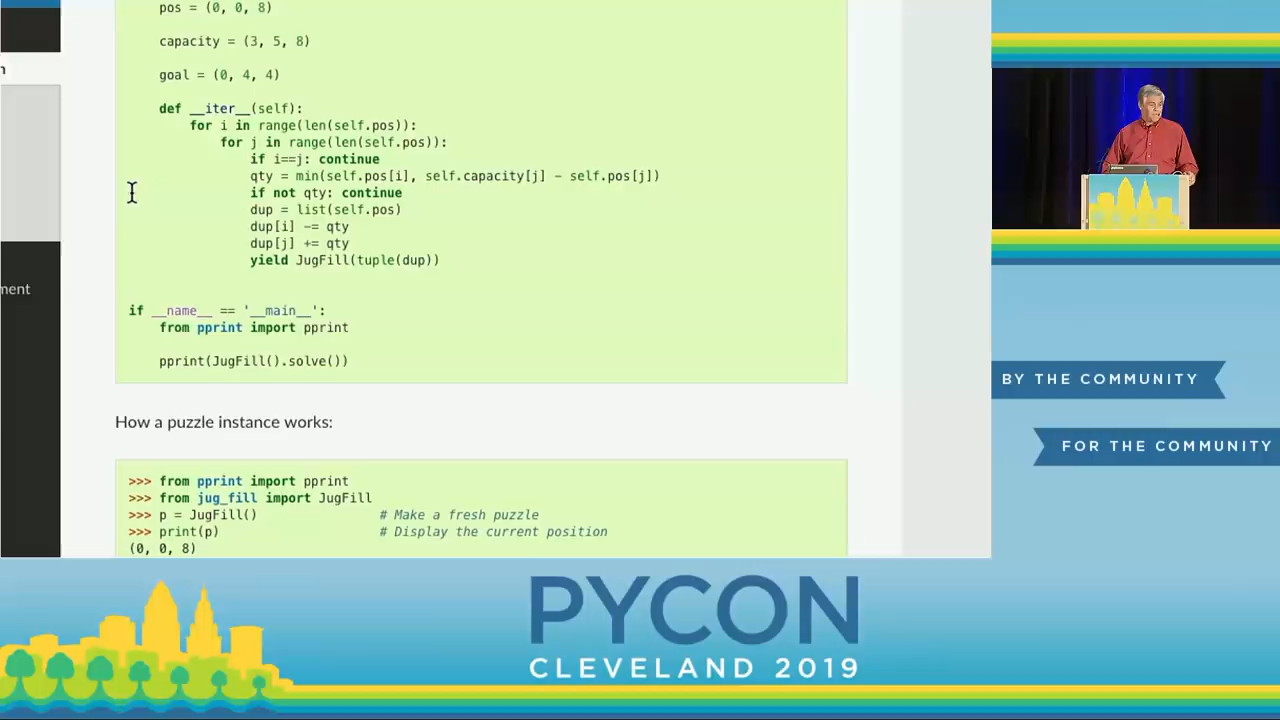 pos = (0, 0, 8)
capacity = (3, 5, 8)
n
goal = (0, 4, 4)
def __iter__(self):
for i in range(len(self.pos)):
for j in range(len(self.pos)):
if i==j: continue
qty = min(self.pos[i], self.capacity[j] - self.pos[j])
if not qty: continue
dup = list(self.pos)
dup[i] -= qty
dup[j] += qty
yield JugFill(tuple(dup))
ment
if __name__ == '__main__':
from pprint import pprint
pprint(JugFill().solve())
How a puzzle instance works:
>>> from pprint import pprint
>>> from jug_fill import JugFill
>>> p = JugFill() # Make a fresh puzzle
>>> print(p) # Display the current position
(0, 0, 8)
BY THE COMMUNITY
FOR THE COMMUNITY
PYCON
CLEVELAND 2019